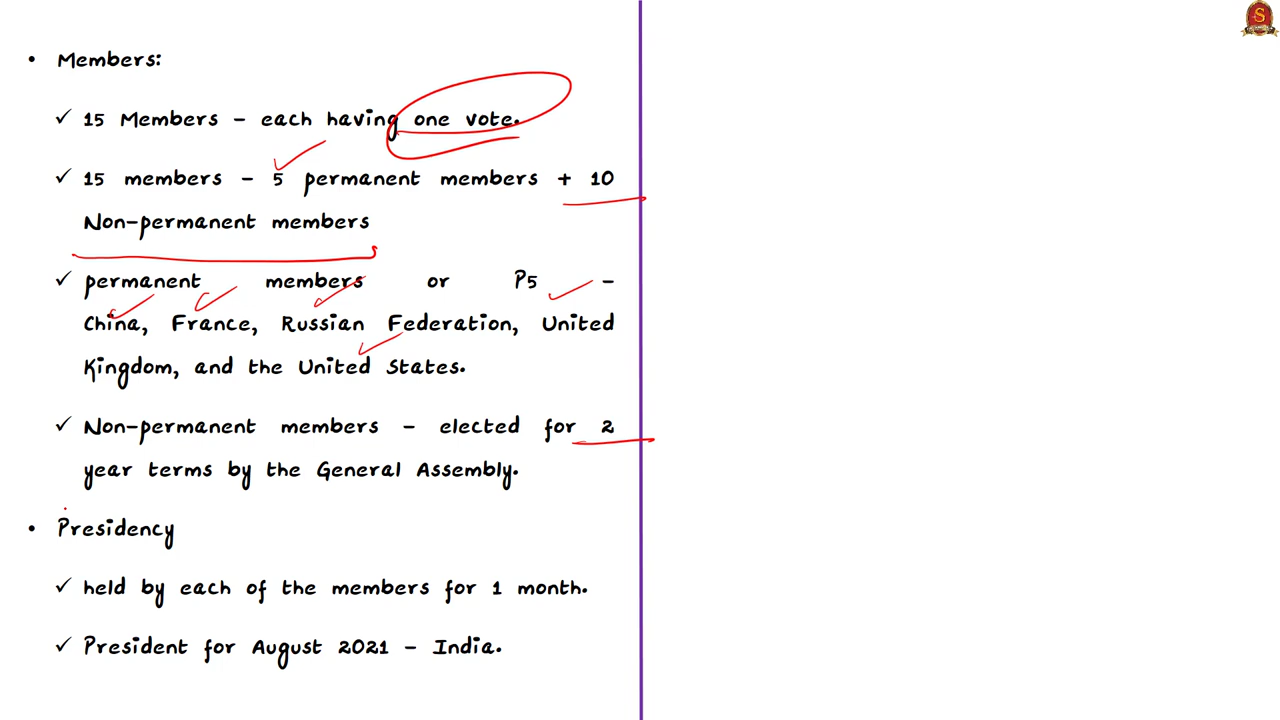 • Members:
✓ 15 Members – each having one vote.
✓ 15 members – 5 permanent members + 10
Non-permanent members
✓ permanent members or P5 –
China, France, Russian Federation, United
Kingdom, and the United States.
✓ Non-permanent members – elected for 2
year terms by the General Assembly.
• Presidency
✓ held by each of the members for 1 month.
✓ President for August 2021 – India.
S